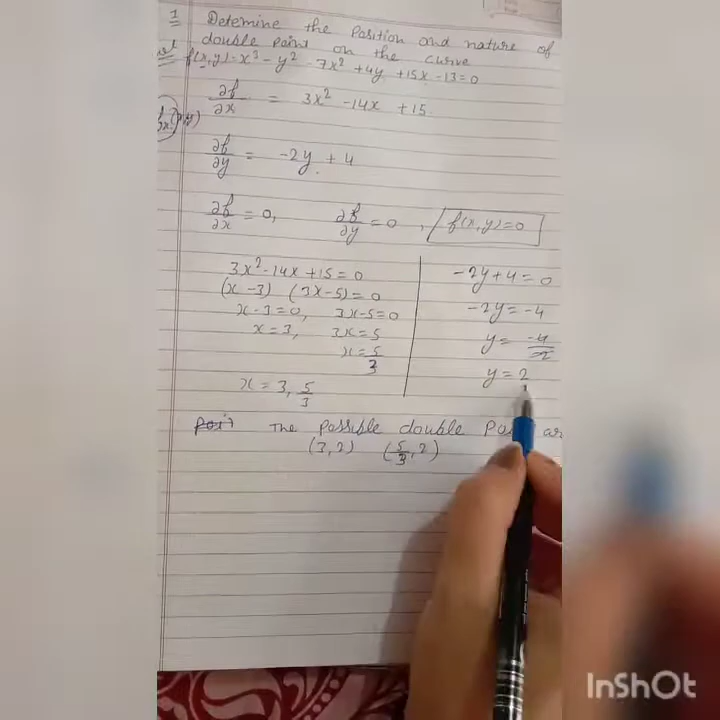 1 Detemine the Position and nature of
double point on the curve
f(x,y) = x³ - y² - 7x² + 4y + 15x - 13 = 0
∂f/∂x = 3x² - 14x + 15
∂f/∂y = -2y + 4
∂f/∂x = 0, ∂f/∂y = 0, f(x,y) = 0
3x² - 14x + 15 = 0
(x - 3) (3x - 5) = 0
x - 3 = 0, 3x - 5 = 0
x = 3, 3x = 5
x = 5/3
x = 3, 5/3
-2y + 4 = 0
-2y = -4
y = -4/-2
y = 2
The possible double
(3, 2) (5/3, 2)
InShOt